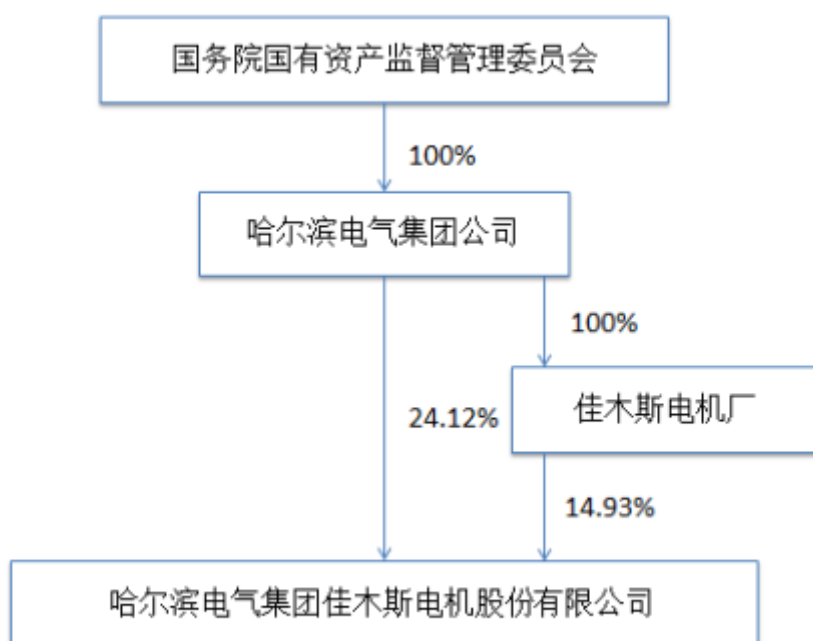 国务院国有资产监督管理委员会
100%
哈尔滨电气集团公司
100%
佳木斯电机厂
24.12%
14.93%
哈尔滨电气集团佳木斯电机股份有限公司